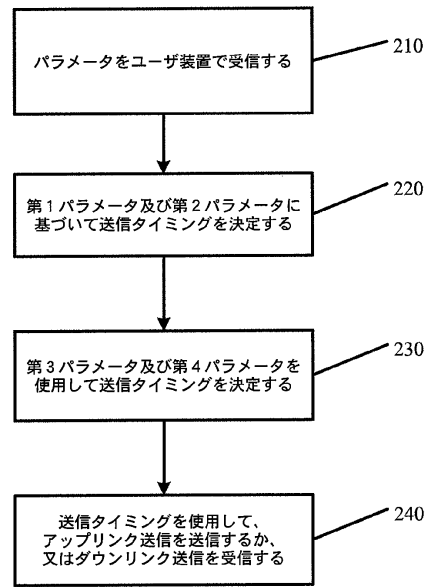 パラメータをユーザ装置で受信する
210
第1パラメータ及び第2パラメータに
基づいて送信タイミングを決定する
220
第3パラメータ及び第4パラメータを
使用して送信タイミングを決定する
230
送信タイミングを使用して、
アップリンク送信を送信するか、
又はダウンリンク送信を受信する
240